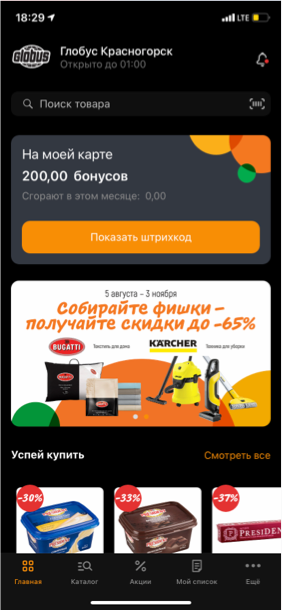 18:29
LTE
Globus
Глобус Красногорск
Открыто до 01:00
Поиск товара
На моей карте
200,00 бонусов
Сгорают в этом месяце: 0,00
Показать штрихкод
5 августа – 3 ноября
Собирайте фишки –
получайте скидки до -65%
BUGATTI
Текстиль для дома
KÄRCHER
Техника для уборки
Успей купить
Смотреть все
-30%
-33%
-37%
PRESIDEN
Главная
Каталог
Акции
Мой список
Ещё